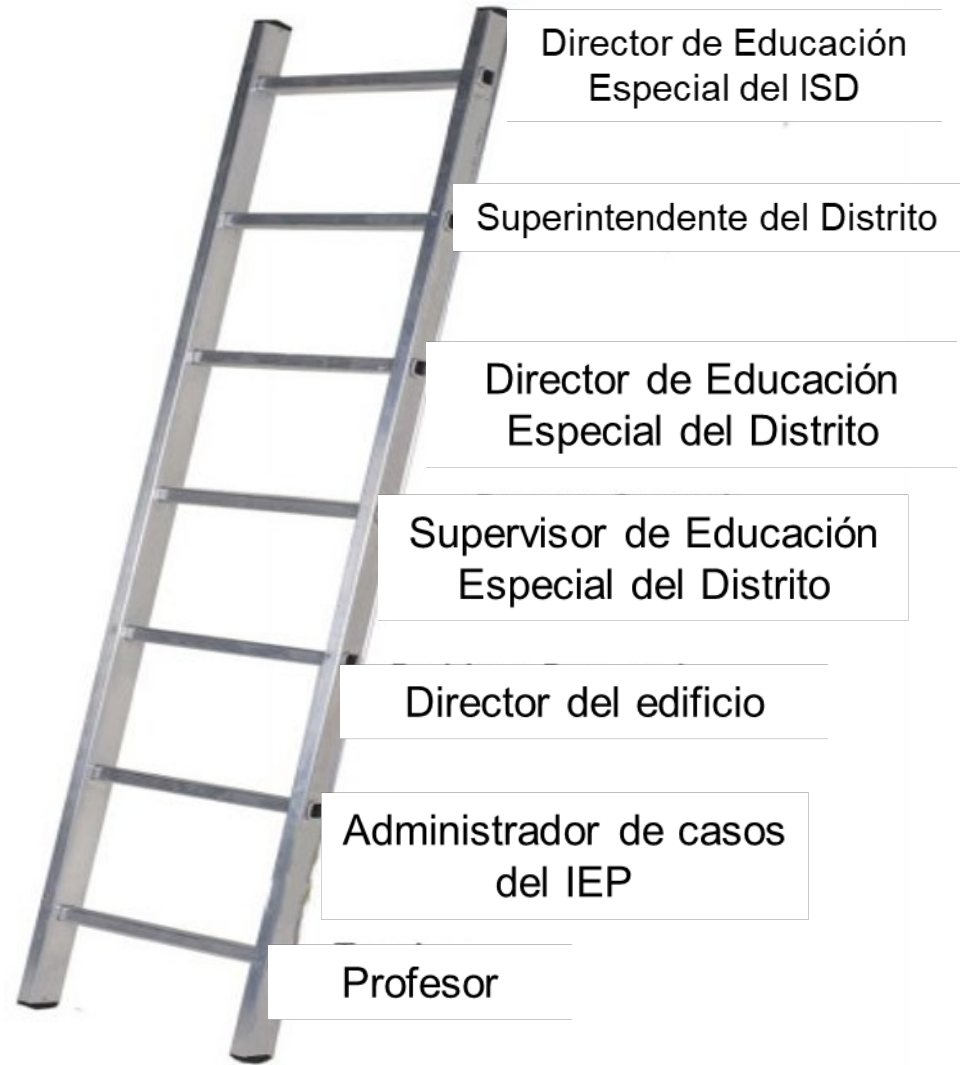 Director de Educación
Especial del ISD
Superintendente del Distrito
Director de Educación
Especial del Distrito
Supervisor de Educación
Especial del Distrito
Director del edificio
Administrador de casos
del IEP
Profesor